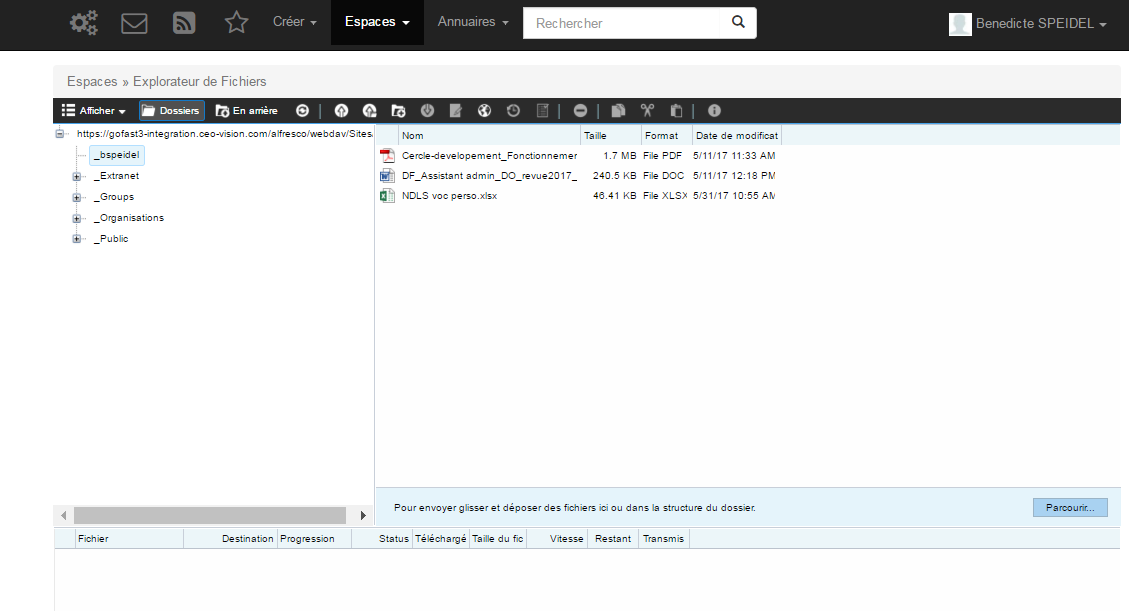 Créer Espaces Annuaires Rechercher Benedicte SPEIDEL
Espaces » Explorateur de Fichiers
Afficher Dossiers En arrière
https://gofast3-integration.ceo-vision.com/alfresco/webdav/Sites
_bspeidel
_Extranet
_Groups
_Organisations
_Public
Nom Taille Format Date de modificat
Cercle-developement_Fonctionnemer 1.7 MB File PDF 5/11/17 11:33 AM
DF_Assistant admin_DO_revue2017_ 240.5 KB File DOC 5/11/17 12:18 PM
NDLS voc perso.xlsx 46.41 KB File XLSX 5/31/17 10:55 AM
Pour envoyer glisser et déposer des fichiers ici ou dans la structure du dossier. Parcourir...
Fichier Destination Progression Status Téléchargé Taille du fic Vitesse Restant Transmis